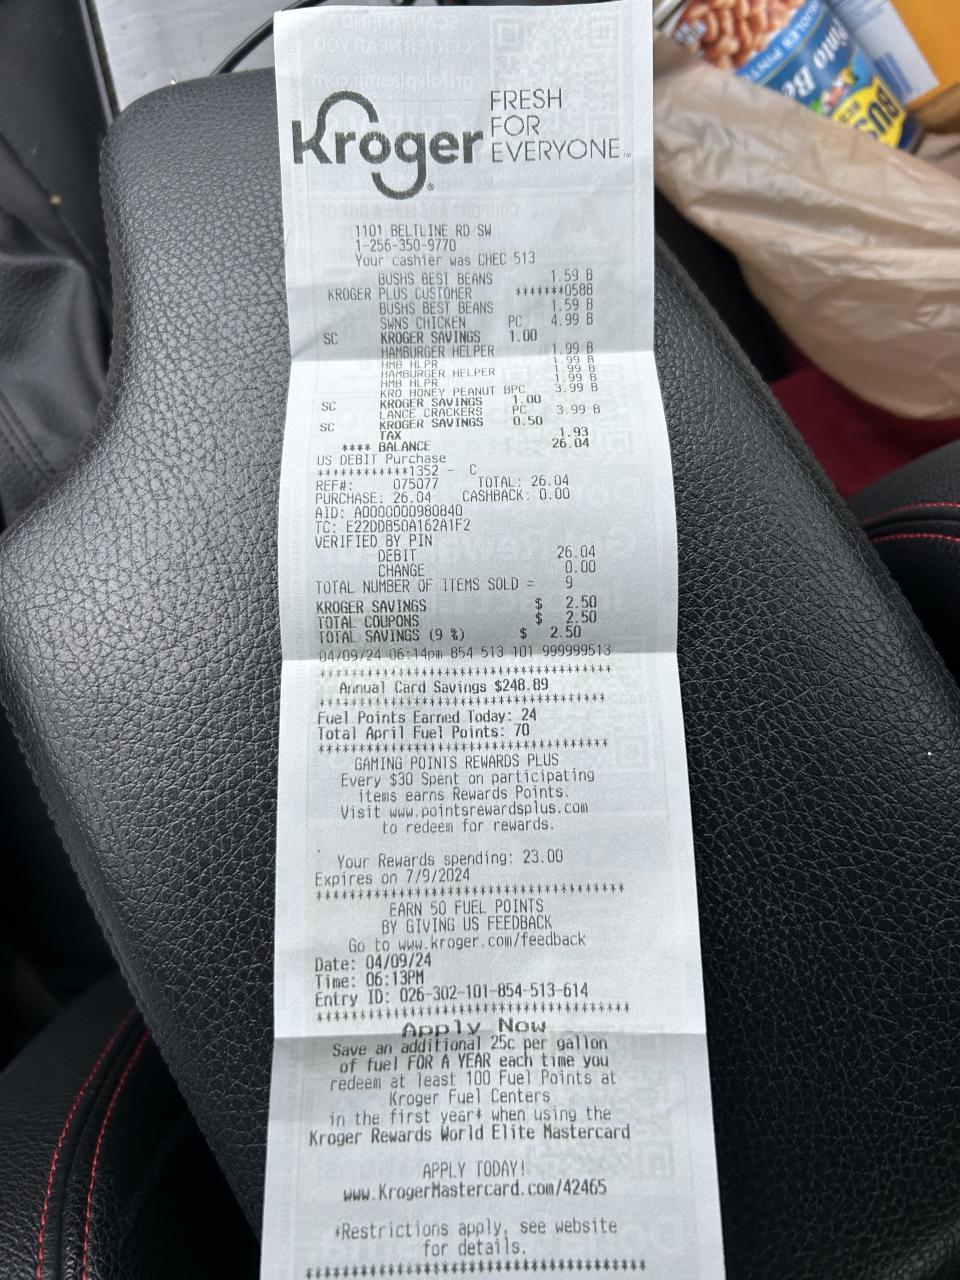 Kroger
FRESH
FOR
EVERYONE™
1101 BELTLINE RD SW
1-256-350-9770
Your cashier was CHEC 513
BUSHS BEST BEANS 1.59 B
KROGER PLUS CUSTOMER *******0588
BUSHS BEST BEANS 1.59 B
SWNS CHICKEN PC 4.99 B
SC KROGER SAVINGS 1.00
HAMBURGER HELPER 1.99 B
HMB HLPR 1.99 B
HAMBURGER HELPER 1.99 B
HMB HLPR 1.99 B
KRO HONEY PEANUT BPC 3.99 B
SC KROGER SAVINGS 1.00
LANCE CRACKERS PC 3.99 B
SC KROGER SAVINGS 0.50
TAX 1.93
**** BALANCE 26.04
US DEBIT Purchase
************1352 - C
REF#: 075077 TOTAL: 26.04
PURCHASE: 26.04 CASHBACK: 0.00
AID: A0000000980840
TC: E22DDB50A162A1F2
VERIFIED BY PIN
DEBIT 26.04
CHANGE 0.00
TOTAL NUMBER OF ITEMS SOLD = 9
KROGER SAVINGS $ 2.50
TOTAL COUPONS $ 2.50
TOTAL SAVINGS (9 %) $ 2.50
04/09/24 06:14pm 854 513 101 999999513
************************************
Annual Card Savings $248.89
************************************
Fuel Points Earned Today: 24
Total April Fuel Points: 70
************************************
GAMING POINTS REWARDS PLUS
Every $30 Spent on participating
items earns Rewards Points.
Visit www.pointsrewardsplus.com
to redeem for rewards.
Your Rewards spending: 23.00
Expires on 7/9/2024
************************************
EARN 50 FUEL POINTS
BY GIVING US FEEDBACK
Go to www.kroger.com/feedback
Date: 04/09/24
Time: 06:13PM
Entry ID: 026-302-101-854-513-614
************************************
Apply Now
Save an additional 25c per gallon
of fuel FOR A YEAR each time you
redeem at least 100 Fuel Points at
Kroger Fuel Centers
in the first year* when using the
Kroger Rewards World Elite Mastercard
APPLY TODAY!
www.KrogerMastercard.com/42465
*Restrictions apply, see website
for details.
************************************